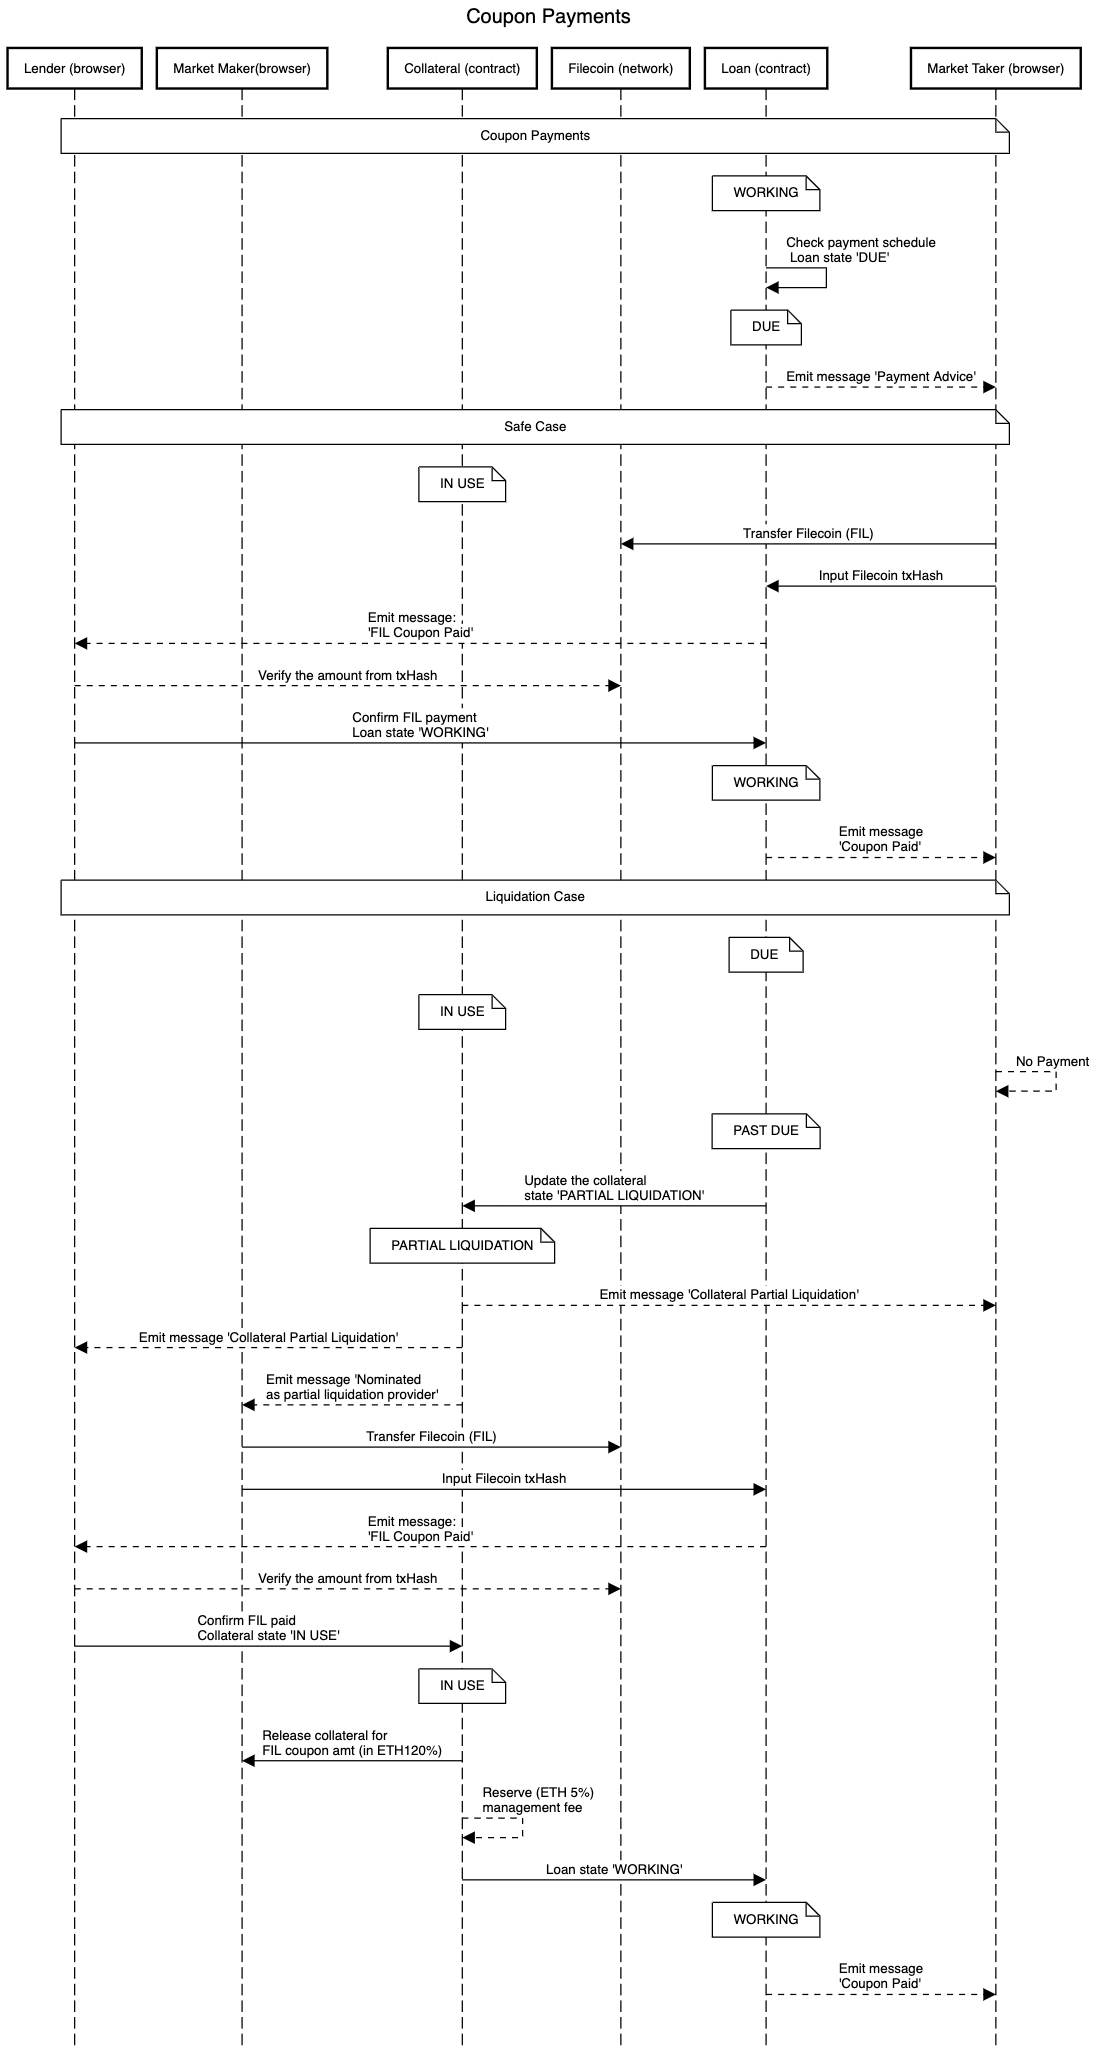 Coupon Payments
Lender (browser)
Market Maker(browser)
Collateral (contract)
Filecoin (network)
Loan (contract)
Market Taker (browser)
Coupon Payments
WORKING
Check payment schedule
Loan state 'DUE'
DUE
Emit message 'Payment Advice'
Safe Case
IN USE
Transfer Filecoin (FIL)
Input Filecoin txHash
Emit message:
'FIL Coupon Paid'
Verify the amount from txHash
Confirm FIL payment
Loan state 'WORKING'
WORKING
Emit message
'Coupon Paid'
Liquidation Case
DUE
IN USE
No Payment
PAST DUE
Update the collateral
state 'PARTIAL LIQUIDATION'
PARTIAL LIQUIDATION
Emit message 'Collateral Partial Liquidation'
Emit message 'Collateral Partial Liquidation'
Emit message 'Nominated
as partial liquidation provider'
Transfer Filecoin (FIL)
Input Filecoin txHash
Emit message:
'FIL Coupon Paid'
Verify the amount from txHash
Confirm FIL paid
Collateral state 'IN USE'
IN USE
Release collateral for
FIL coupon amt (in ETH120%)
Reserve (ETH 5%)
management fee
Loan state 'WORKING'
WORKING
Emit message
'Coupon Paid'